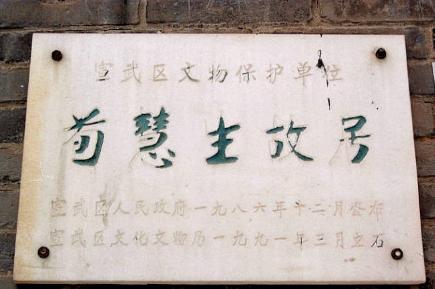 宣武区文物保护单位
荀慧生故居
宣武区人民政府一九八六年十二月公布
宣武区文化文物局一九九一年三月立石